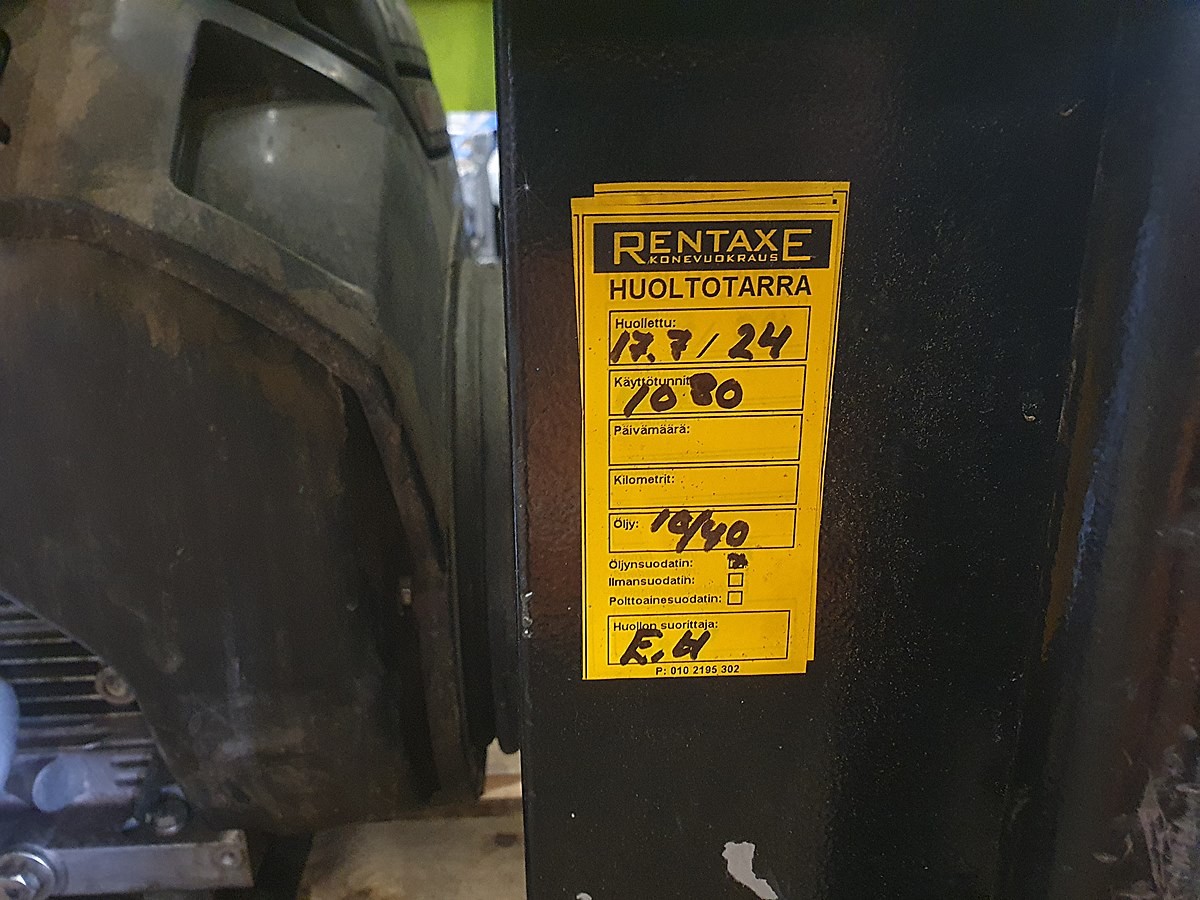 RENTAXE
KONEVUOKRAUS
HUOLTOTARRA
Huollettu:
17.7/24
Käyttötunnit
1080
Päivämäärä:
Kilometrit:
Öljy: 10/40
Öljynsuodatin:
Ilmansuodatin:
Polttoainesuodatin:
Huollon suorittaja:
E.H
P: 010 2195 302